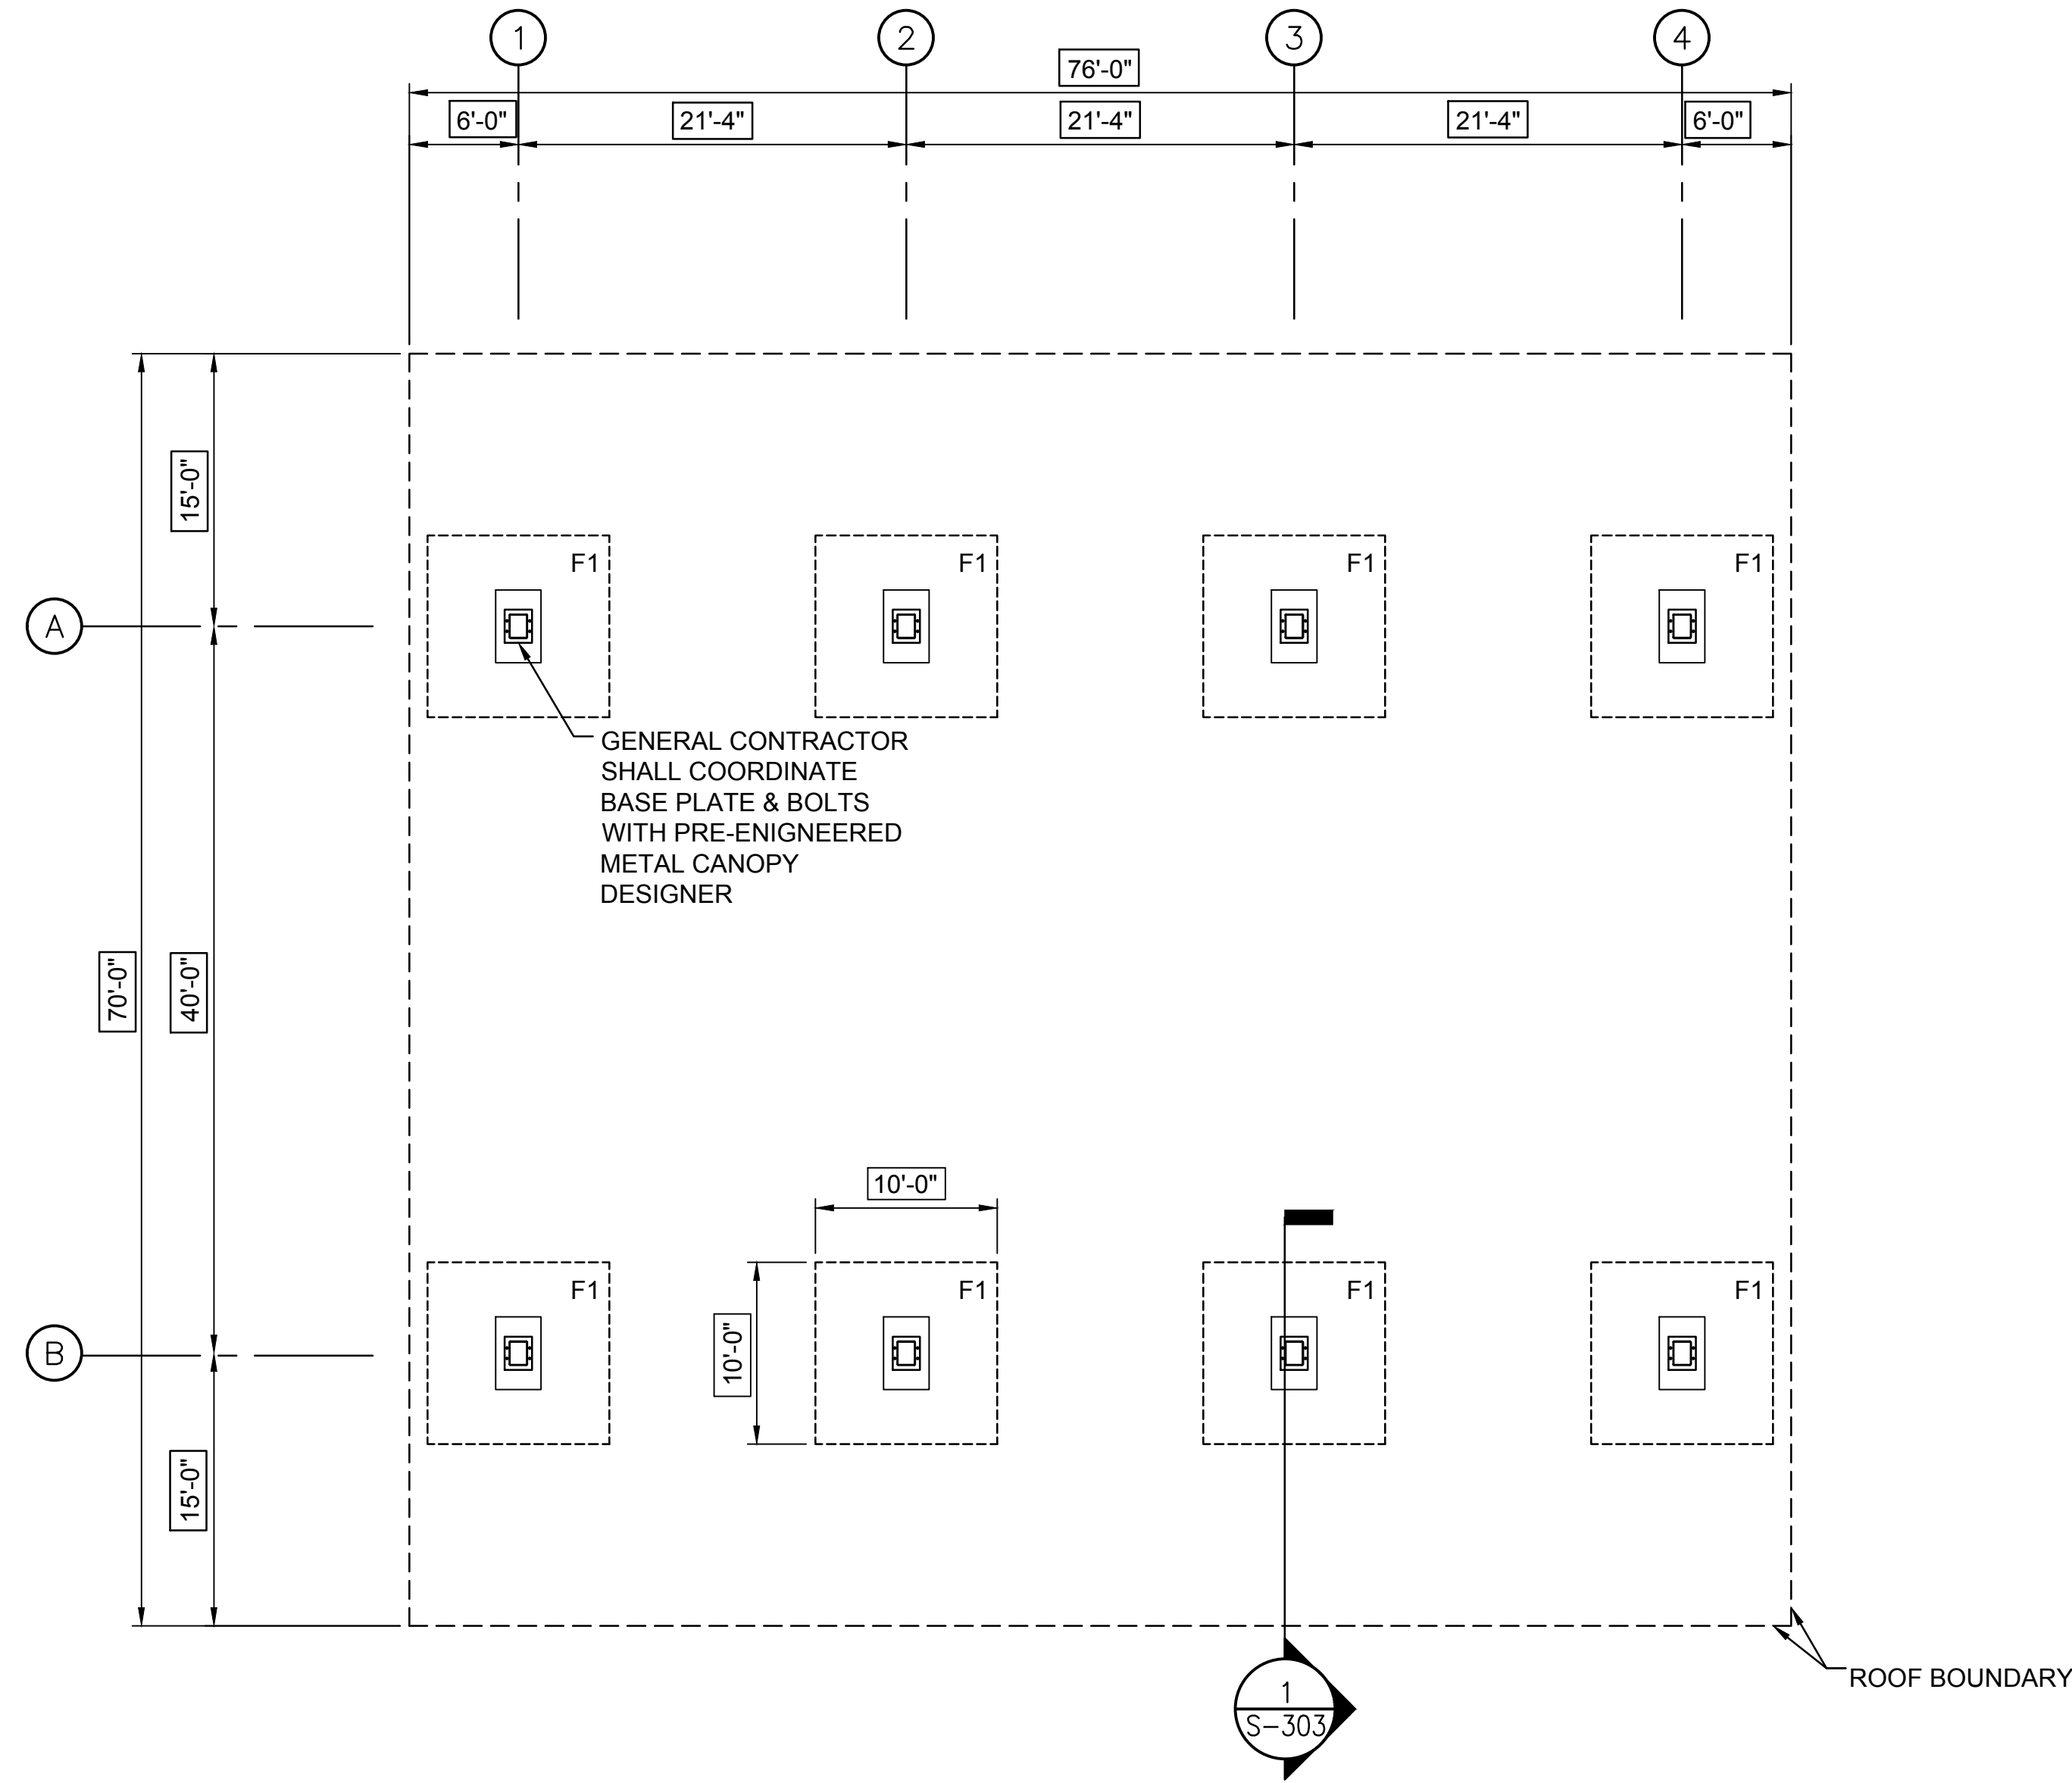 1
2
3
4
76'-0"
6'-0"
21'-4"
21'-4"
21'-4"
6'-0"
15'-0"
F1
F1
F1
F1
A
GENERAL CONTRACTOR
SHALL COORDINATE
BASE PLATE & BOLTS
WITH PRE-ENIGNEERED
METAL CANOPY
DESIGNER
70'-0"
40'-0"
10'-0"
F1
F1
F1
F1
10'-0"
B
15'-0"
ROOF BOUNDARY
1
S-303